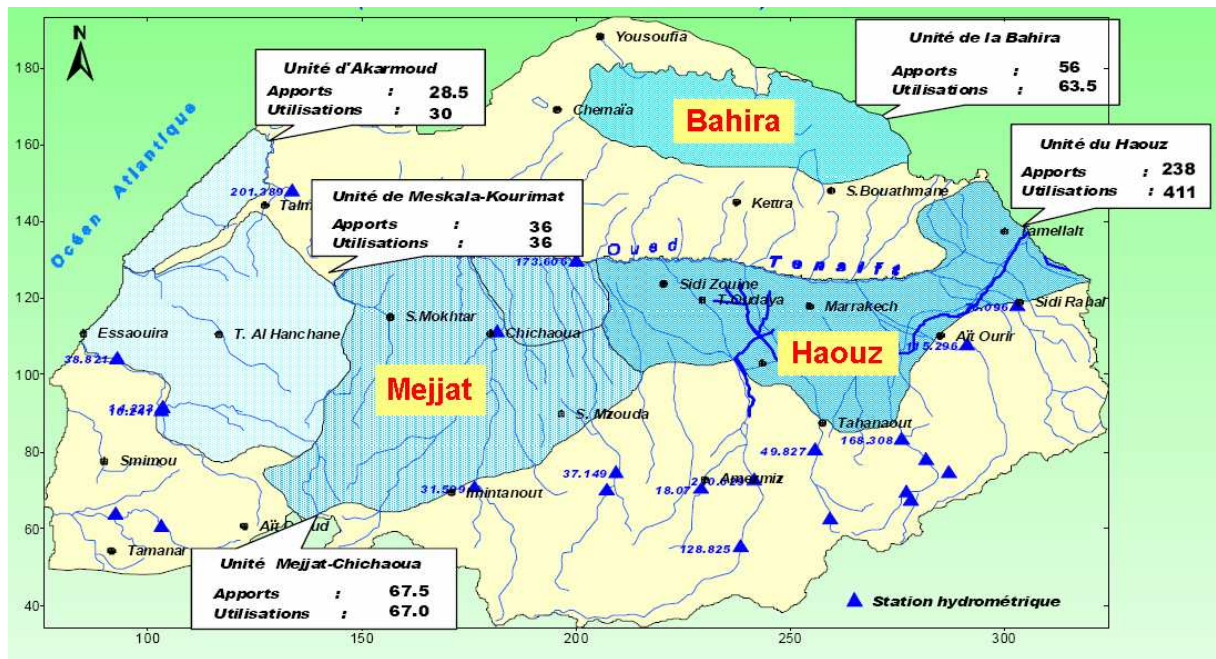 N
180
160
140
120
100
80
60
40
100
150
200
250
300
Océan Atlantique
Unité d'Akarmoud
Apports : 28.5
Utilisations : 30
Unité de la Bahira
Apports : 56
Utilisations : 63.5
Unité du Haouz
Apports : 238
Utilisations : 411
Unité de Meskala-Kourimat
Apports : 36
Utilisations : 36
Unité Mejjat-Chichaoua
Apports : 67.5
Utilisations : 67.0
Bahira
Haouz
Mejjat
Yousoufia
Chemaïa
S.Bouathmane
Kettra
Oued Tensift
Tamellalt
201.389
173.606
Sidi Zouine
T.Oudaya
Marrakech
Sidi Rahal
Aït Ourir
115.296
Essaouira
38.821
T. Al Hanchane
S.Mokhtar
Chichaoua
S. Mzouda
Tahanaout
168.308
49.827
37.149
18.07
Amezmiz
128.825
31.599
Imintanout
Smimou
Tamanar
Station hydrométrique